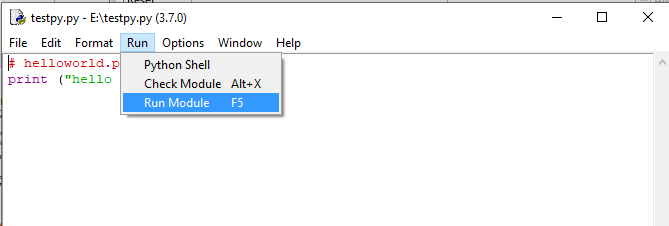 testpy.py - E:\testpy.py (3.7.0)
File Edit Format Run Options Window Help
# helloworld.p
print ("hello
Python Shell
Check Module Alt+X
Run Module F5